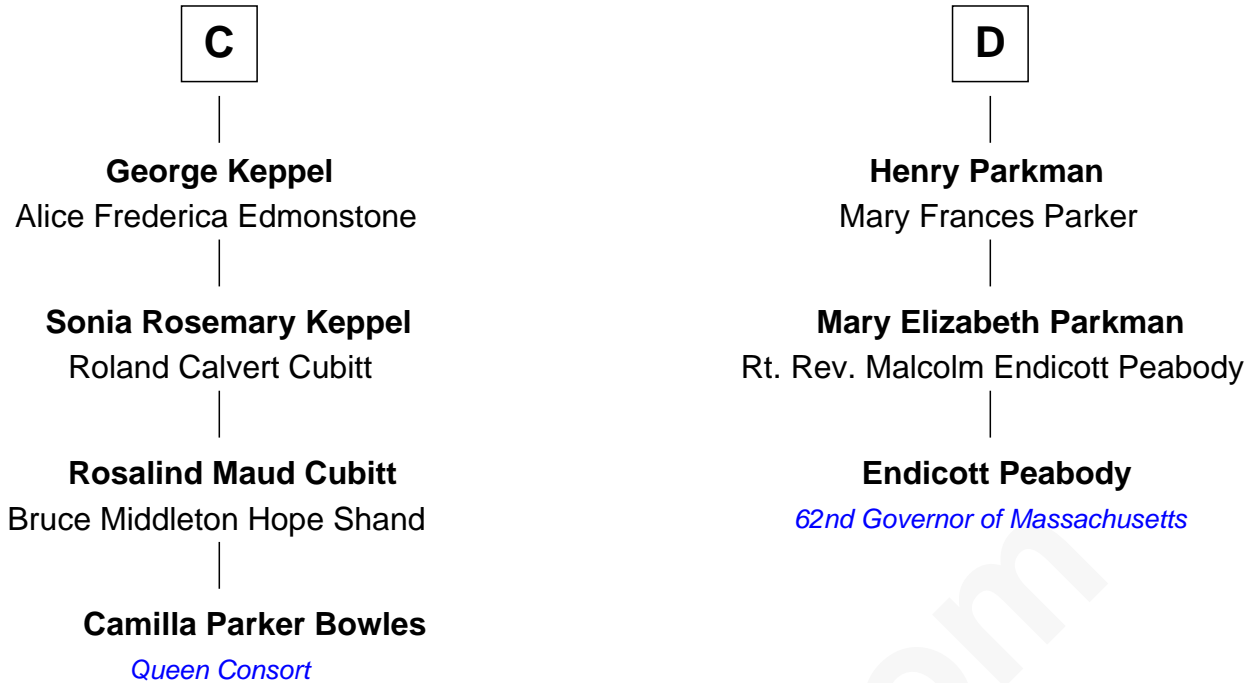 C
George Keppel
Alice Frederica Edmonstone
Sonia Rosemary Keppel
Roland Calvert Cubitt
Rosalind Maud Cubitt
Bruce Middleton Hope Shand
Camilla Parker Bowles
Queen Consort
D
Henry Parkman
Mary Frances Parker
Mary Elizabeth Parkman
Rt. Rev. Malcolm Endicott Peabody
Endicott Peabody
62nd Governor of Massachusetts
om